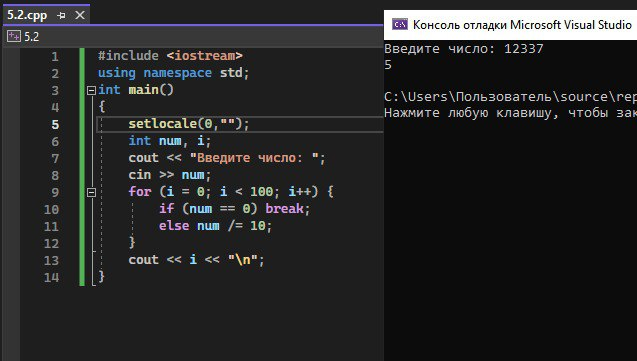 5.2.cpp
5.2
1 #include <iostream>
2 using namespace std;
3 int main()
4 {
5 setlocale(0,"");
6 int num, i;
7 cout << "Введите число: ";
8 cin >> num;
9 for (i = 0; i < 100; i++) {
10 if (num == 0) break;
11 else num /= 10;
12 }
13 cout << i << "\n";
14 }
Консоль отладки Microsoft Visual Studio
Введите число: 12337
5
C:\Users\Пользователь\source\rep
Нажмите любую клавишу, чтобы зак